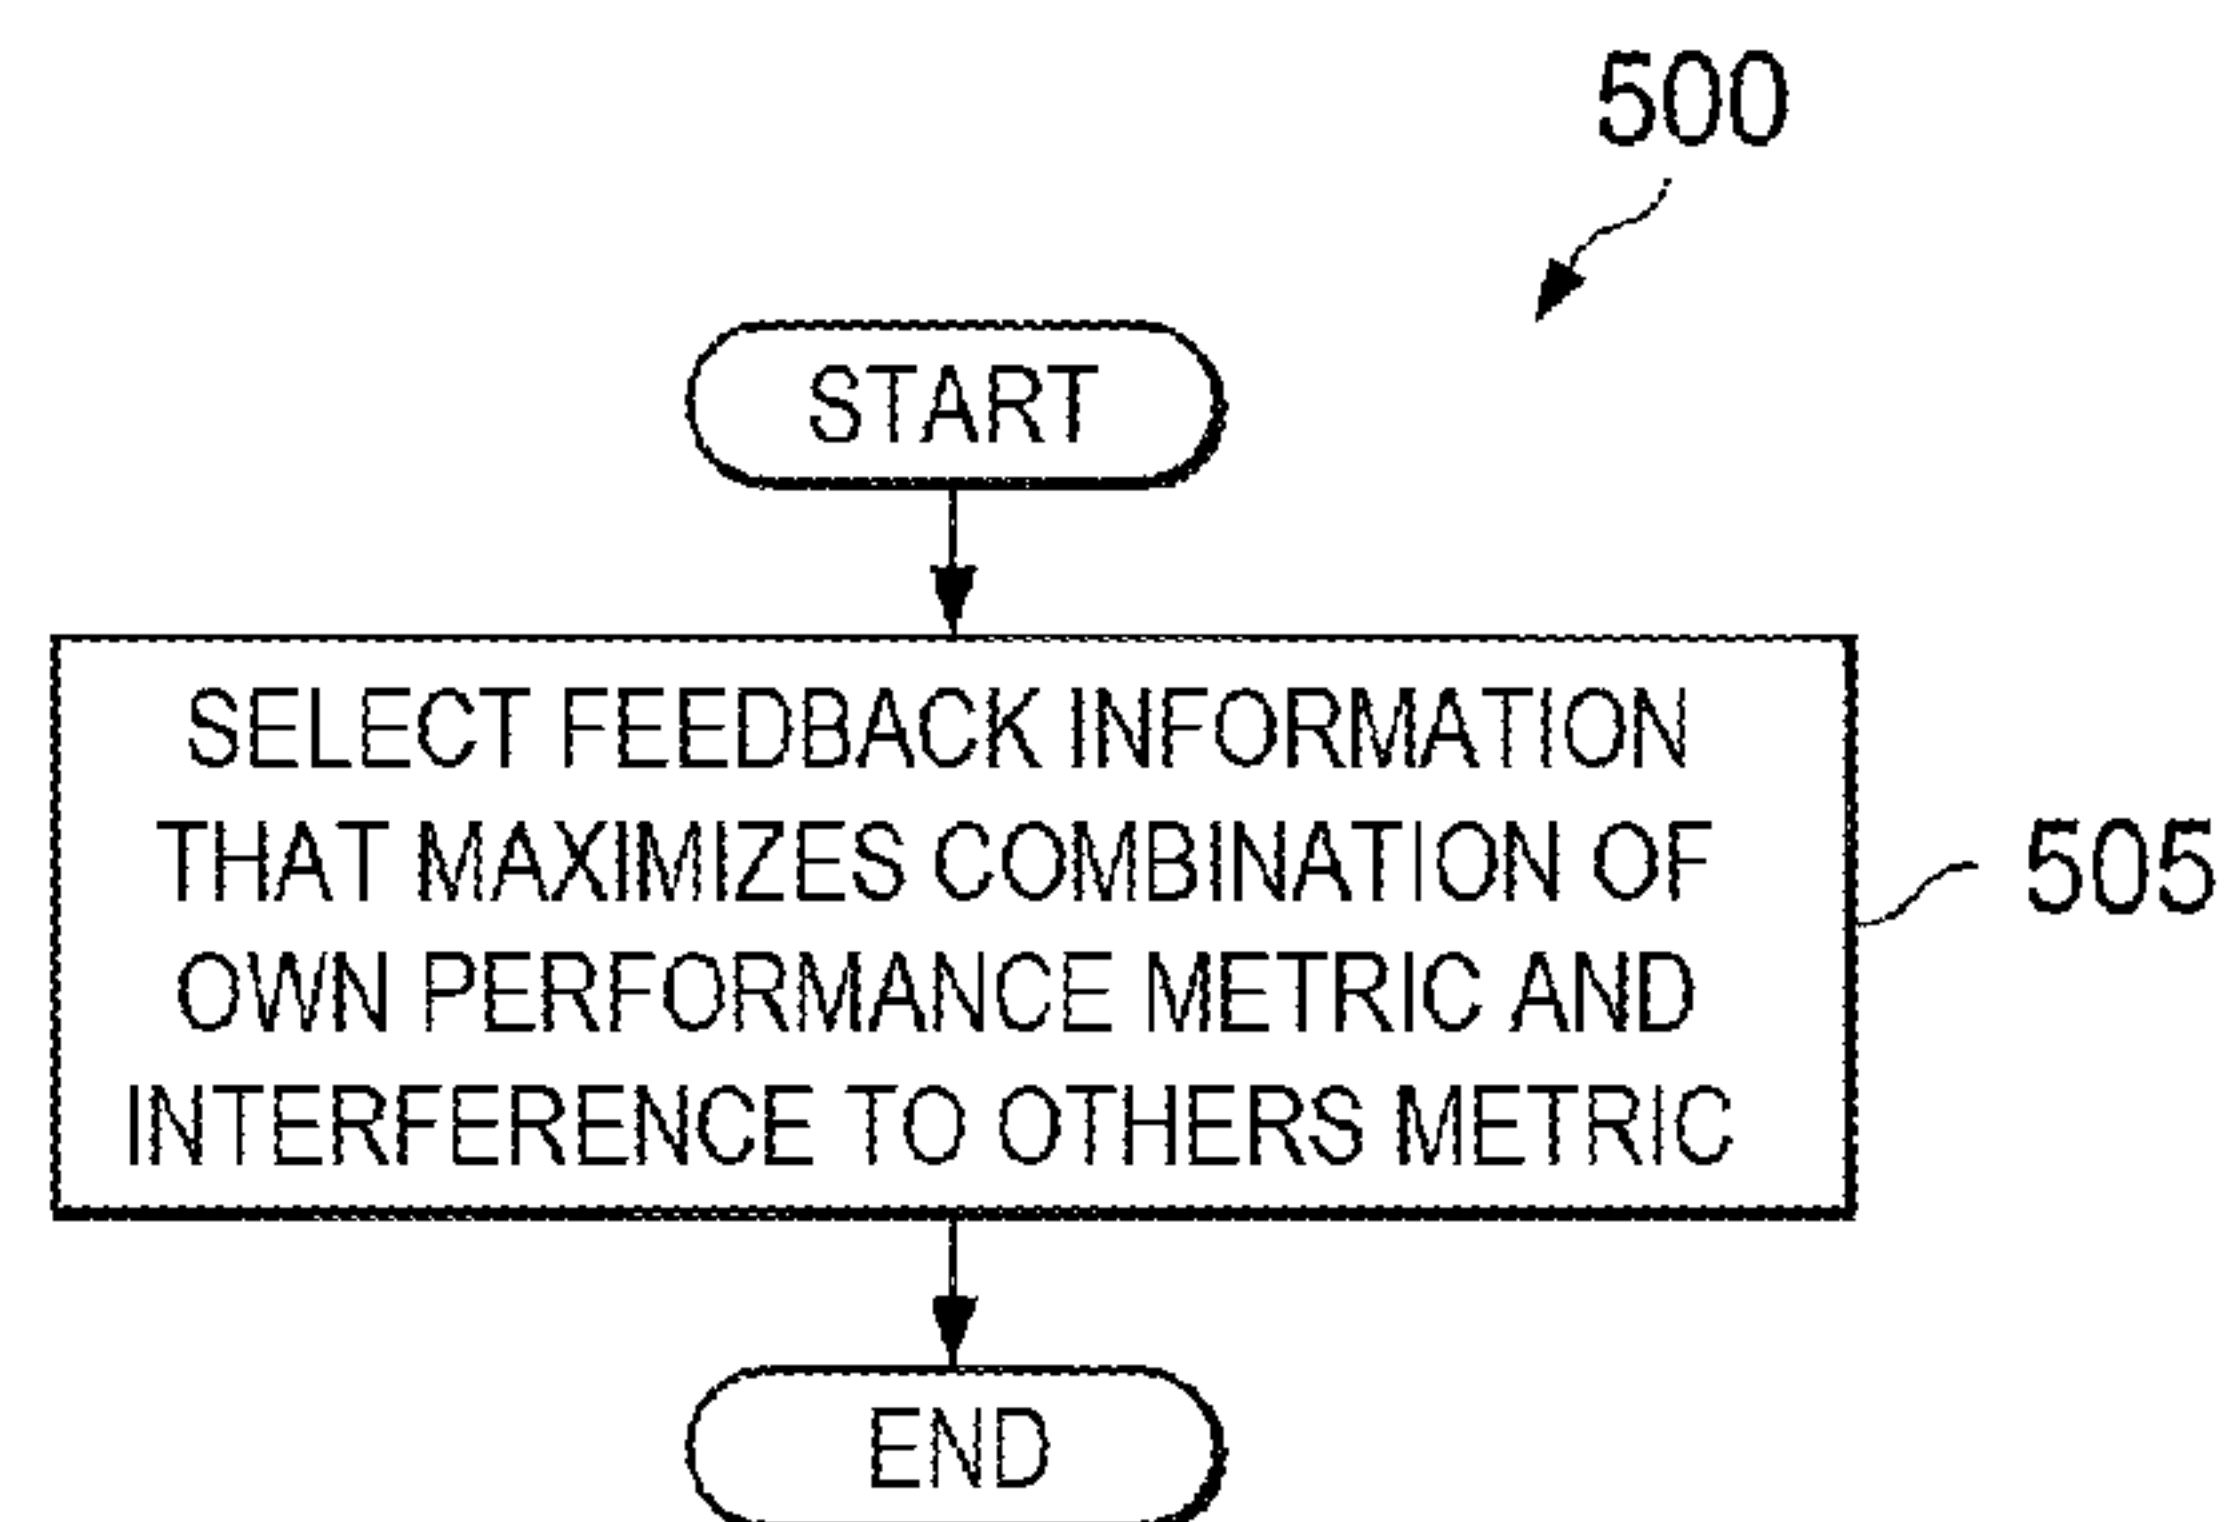 500
START
SELECT FEEDBACK INFORMATION
THAT MAXIMIZES COMBINATION OF
505
OWN PERFORMANCE METRIC AND
INTERFERENCE TO OTHERS METRIC
END